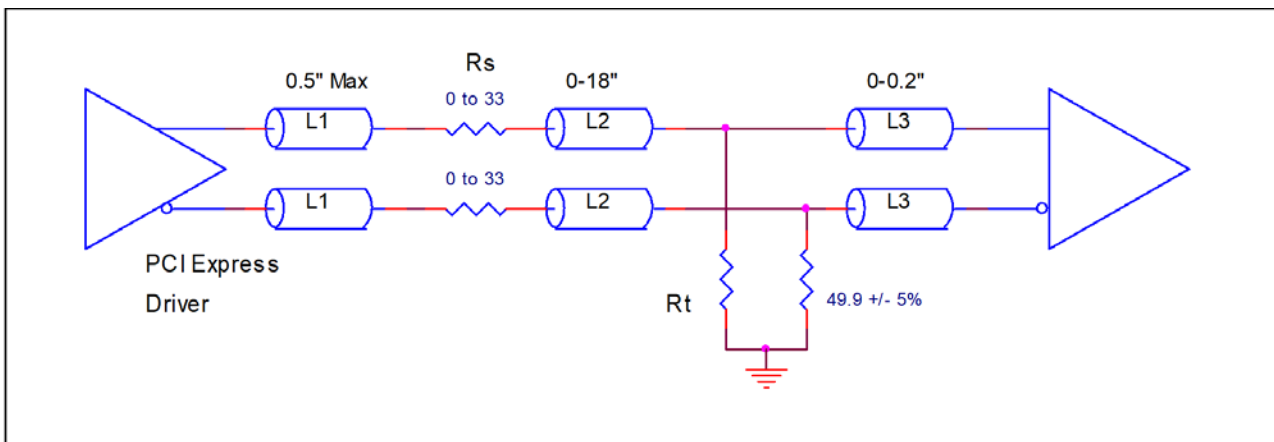 Rs
0.5" Max
0-18"
0-0.2"
0 to 33
L1
L2
L3
0 to 33
L1
L2
L3
PCI Express
Driver
Rt
49.9 +/- 5%